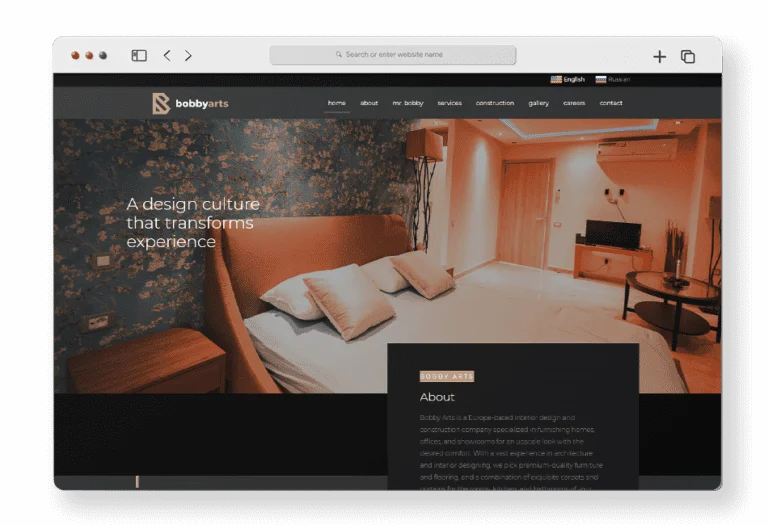 Search or enter website name
English Russian
bobbyarts
home about mr. bobby services construction gallery careers contact
A design culture
that transforms
experience
BOBBY ARTS
About
Bobby Arts is a Europe-based interior design and
construction company specialized in furnishing homes,
offices, and showrooms for an upscale look with the
desired comfort. With a vast experience in architecture
and interior designing, we pick premium-quality furniture
and flooring, and a combination of exquisite carpets and